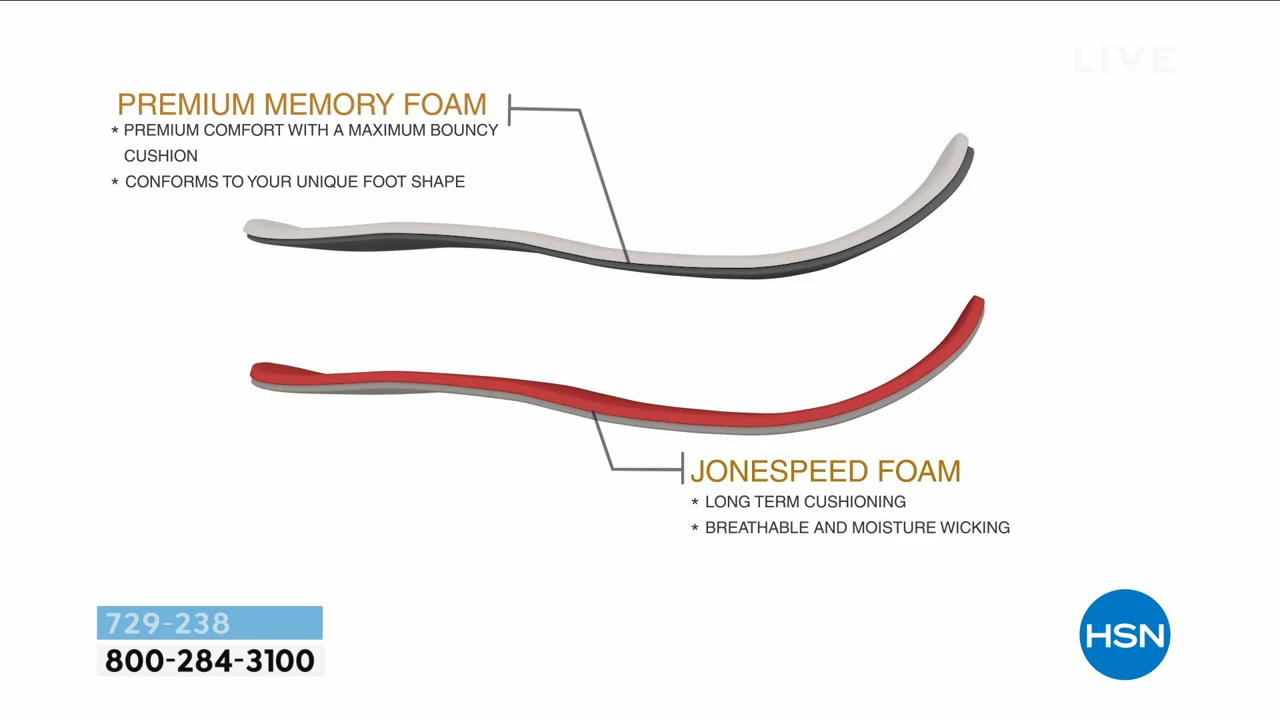 LIVE
PREMIUM MEMORY FOAM
* PREMIUM COMFORT WITH A MAXIMUM BOUNCY
CUSHION
* CONFORMS TO YOUR UNIQUE FOOT SHAPE
JONESPEED FOAM
* LONG TERM CUSHIONING
* BREATHABLE AND MOISTURE WICKING
729-238
800-284-3100
HSN